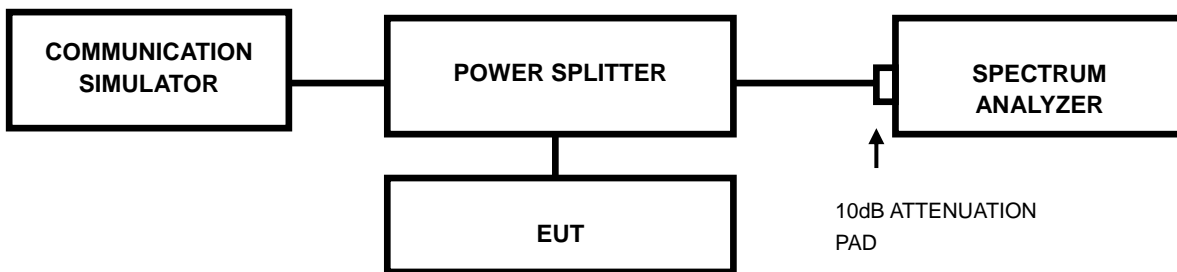 COMMUNICATION
SIMULATOR
POWER SPLITTER
SPECTRUM
ANALYZER
EUT
10dB ATTENUATION
PAD